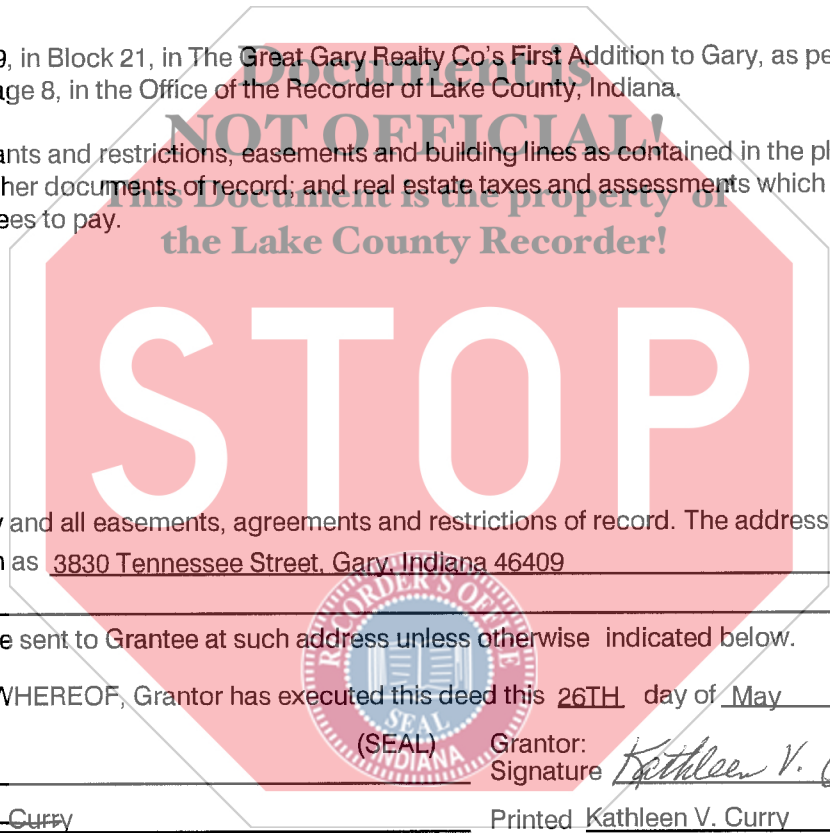 9, in Block 21, in The Great Gary Realty Co's First Addition to Gary, as pe
Document is
age 8, in the Office of the Recorder of Lake County, Indiana.
NOT OFFICIAL!
ants and restrictions, easements and building lines as contained in the pl
her documents of record; and real estate taxes and assessments which
This Document is the property of
ees to pay.
the Lake County Recorder!
STOP
y and all easements, agreements and restrictions of record. The address
n as 3830 Tennessee Street, Gary, Indiana 46409
RECORDER'S OFFICE
e sent to Grantee at such address unless otherwise indicated below.
WHEREOF, Grantor has executed this deed this 26TH day of May
SEAL
INDIANA
(SEAL) Grantor:
Signature Kathleen V. C
Curry Printed Kathleen V. Curry